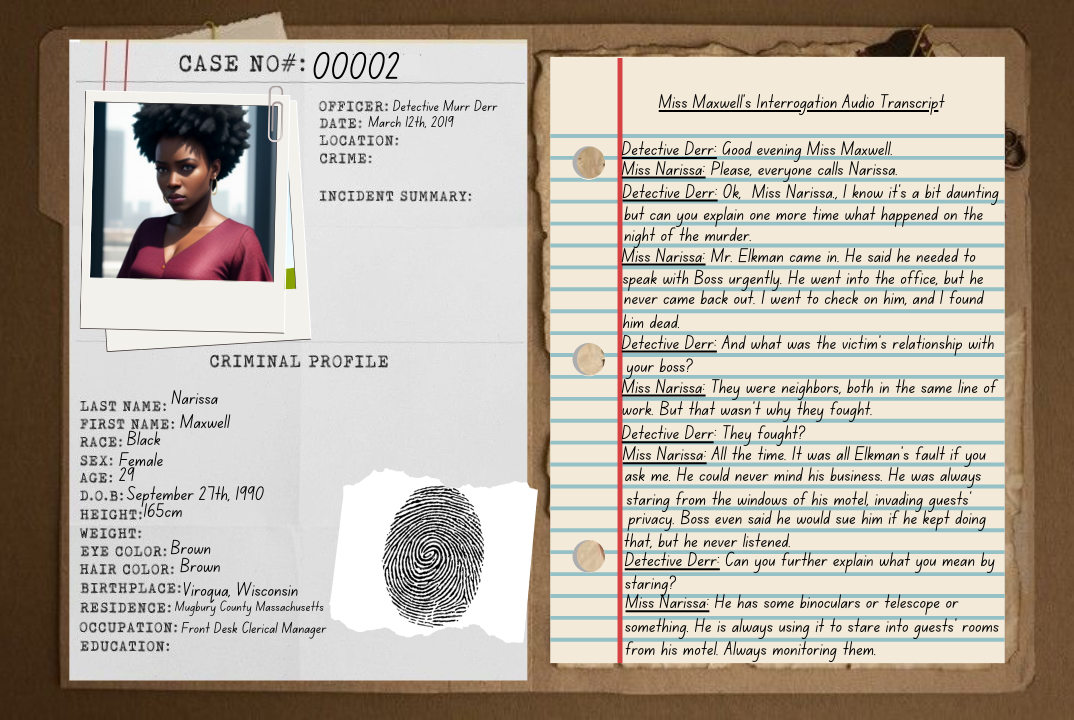 CASE NO#: 00002
OFFICER: Detective Murr Derr
DATE: March 12th, 2019
LOCATION:
CRIME:
INCIDENT SUMMARY:
CRIMINAL PROFILE
LAST NAME: Narissa
FIRST NAME: Maxwell
RACE: Black
SEX: Female
AGE: 29
D.O.B: September 27th, 1990
HEIGHT: 165cm
WEIGHT:
EYE COLOR: Brown
HAIR COLOR: Brown
BIRTHPLACE: Viroqua, Wisconsin
RESIDENCE: Mugbury County Massachusetts
OCCUPATION: Front Desk Clerical Manager
EDUCATION:
Miss Maxwell's Interrogation Audio Transcript
Detective Derr: Good evening Miss Maxwell.
Miss Narissa: Please, everyone calls Narissa.
Detective Derr: Ok, Miss Narissa., I know it's a bit daunting
but can you explain one more time what happened on the
night of the murder.
Miss Narissa: Mr. Elkman came in. He said he needed to
speak with Boss urgently. He went into the office, but he
never came back out. I went to check on him, and I found
him dead.
Detective Derr: And what was the victim's relationship with
your boss?
Miss Narissa: They were neighbors, both in the same line of
work. But that wasn't why they fought.
Detective Derr: They fought?
Miss Narissa: All the time. It was all Elkman's fault if you
ask me. He could never mind his business. He was always
staring from the windows of his motel, invading guests'
privacy. Boss even said he would sue him if he kept doing
that, but he never listened.
Detective Derr: Can you further explain what you mean by
staring?
Miss Narissa: He has some binoculars or telescope or
something. He is always using it to stare into guests' rooms
from his motel. Always monitoring them.